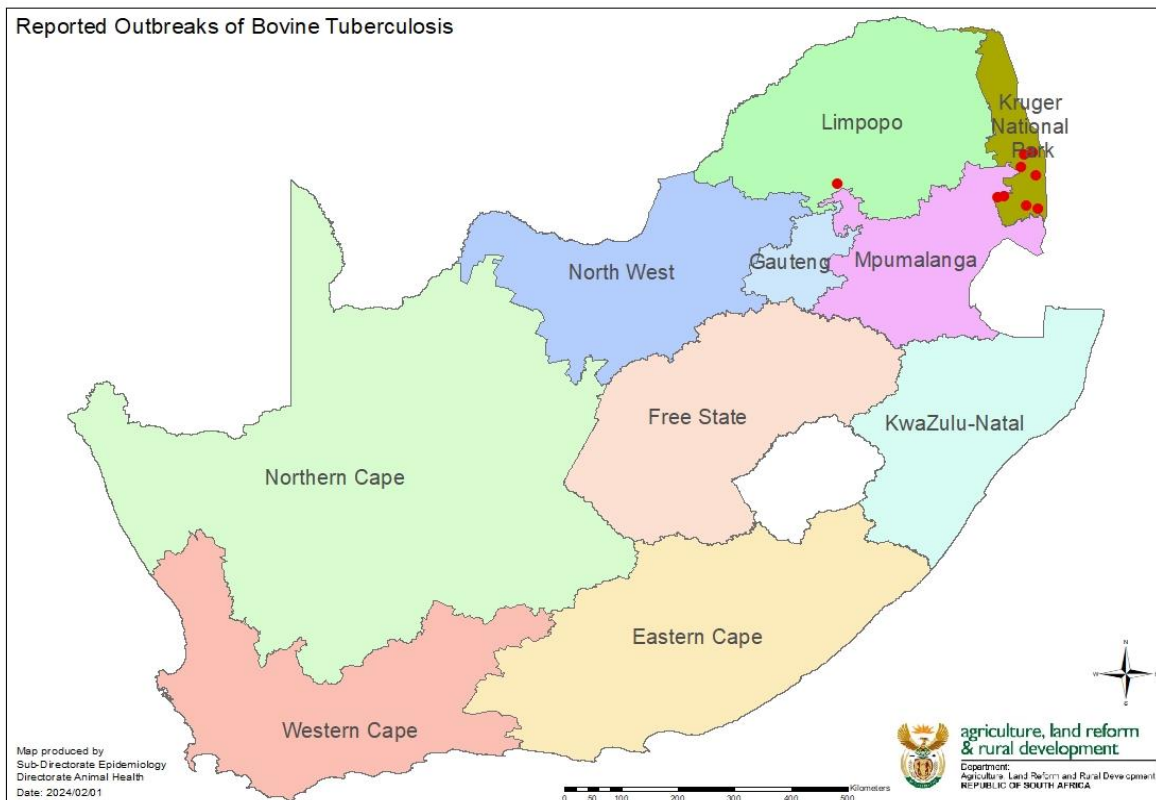 Reported Outbreaks of Bovine Tuberculosis
Limpopo
Kruger
National
Park
North West
Gauteng
Mpumalanga
Free State
KwaZulu-Natal
Northern Cape
Eastern Cape
Western Cape
N
W
S
Map produced by
Sub-Directorate Epidemiology
Directorate Animal Health
Date: 2024/02/01
Kilometers
0 50 100 200 300 400 500
agriculture, land reform
& rural development
Department:
Agriculture, Land Reform and Rural Development
REPUBLIC OF SOUTH AFRICA